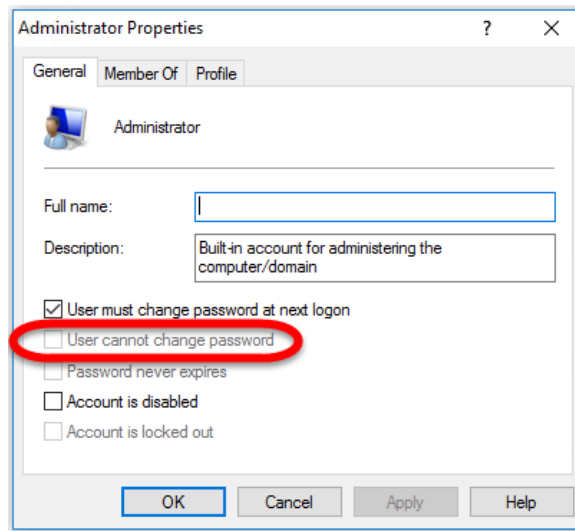 Administrator Properties
?
General Member Of Profile
Administrator
Full name:
Description: Built-in account for administering the
computer/domain
User must change password at next logon
User cannot change password
Password never expires
Account is disabled
Account is locked out
OK Cancel Apply Help